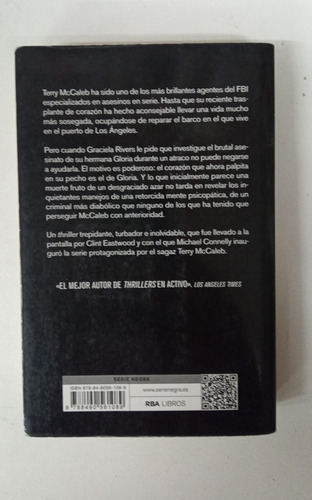 Terry McCaleb ha sido uno de los más brillantes agentes del FBI
especializados en asesinos en serie. Hasta que su reciente tras-
plante de corazón ha hecho aconsejable llevar una vida mucho
más sosegada, ocupándose de reparar el barco en el que vive
en el puerto de Los Ángeles.
Pero cuando Graciela Rivers le pide que investigue el brutal ase-
sinato de su hermana Gloria durante un atraco no puede negarse
a ayudarla. El motivo es poderoso: el corazón que ahora palpita
en su pecho es el de Gloria. Y lo que inicialmente parece una
muerte fruto de un desgraciado azar no tarda en revelar los in-
quietantes manejos de una retorcida mente psicopática, de un
criminal más diabólico que ninguno de los que ha tenido que
perseguir McCaleb con anterioridad.
Un thriller trepidante, turbador e inolvidable, que fue llevado a la
pantalla por Clint Eastwood y con el que Michael Connelly inau-
guró la serie protagonizada por el sagaz Terry McCaleb.
«EL MEJOR AUTOR DE THRILLERS EN ACTIVO». LOS ANGELES TIMES
SERIE NEGRA
www.serienegra.es
RBA LIBROS